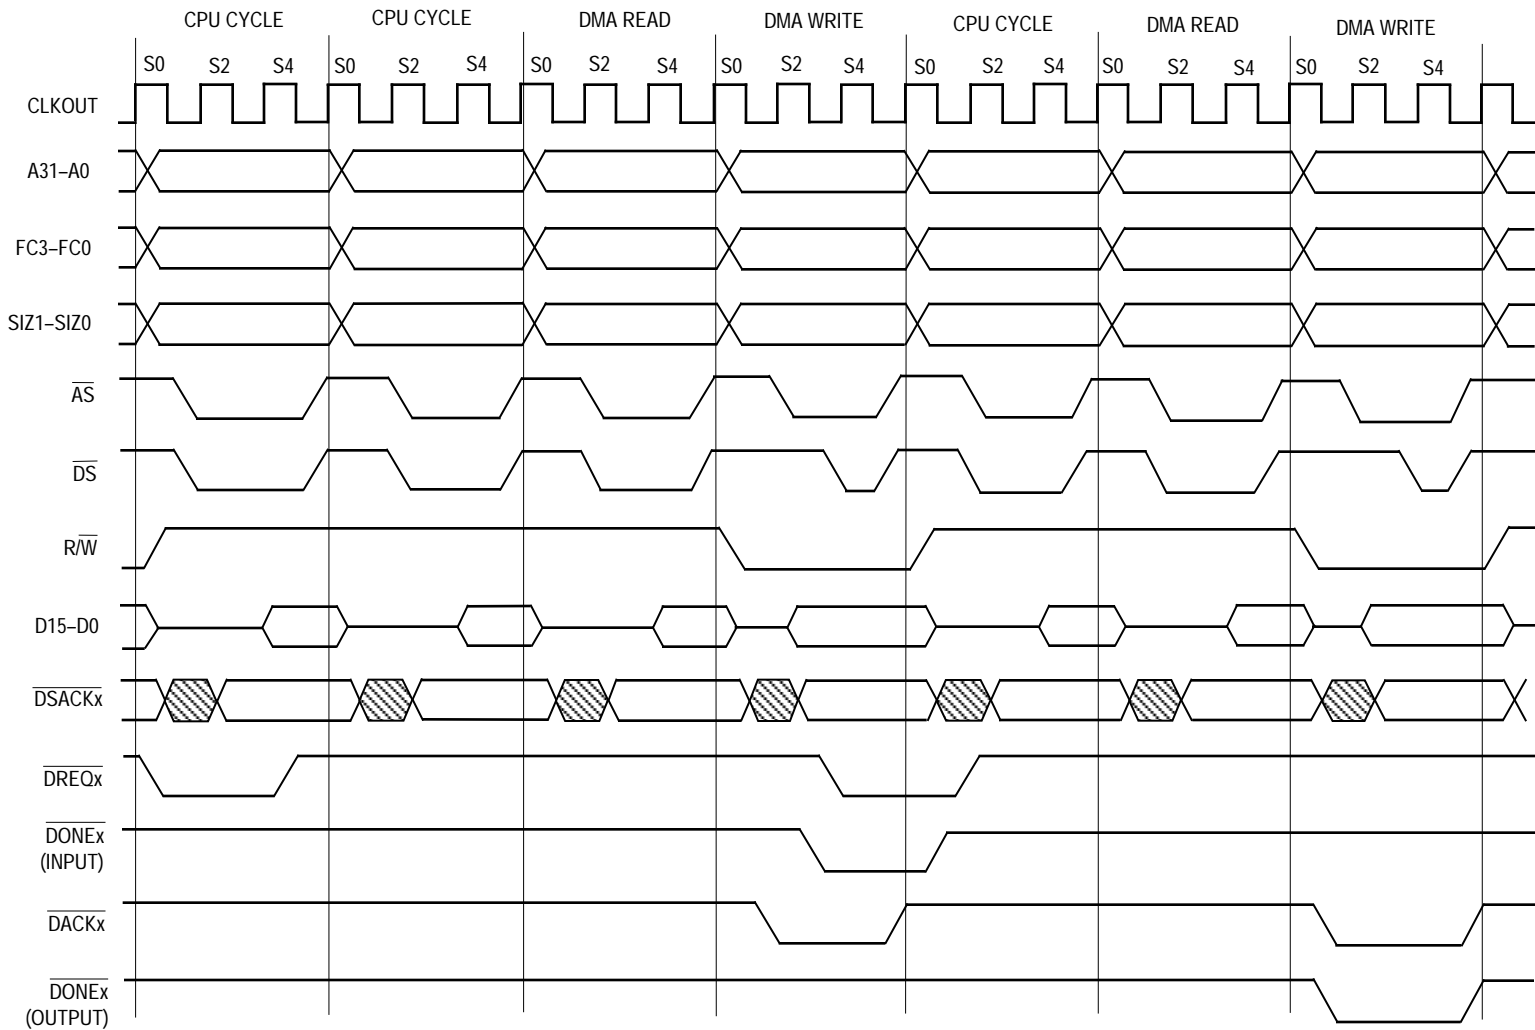 CPU CYCLE CPU CYCLE DMA READ DMA WRITE CPU CYCLE DMA READ DMA WRITE
S0 S2 S4 S0 S2 S4 S0 S2 S4 S0 S2 S4 S0 S2 S4 S0 S2 S4 S0 S2 S4
CLKOUT
A31–A0
FC3–FC0
SIZ1–SIZ0
AS
DS
R/W
D15–D0
DSACKx
DREQx
DONEx
(INPUT)
DACKx
DONEx
(OUTPUT)